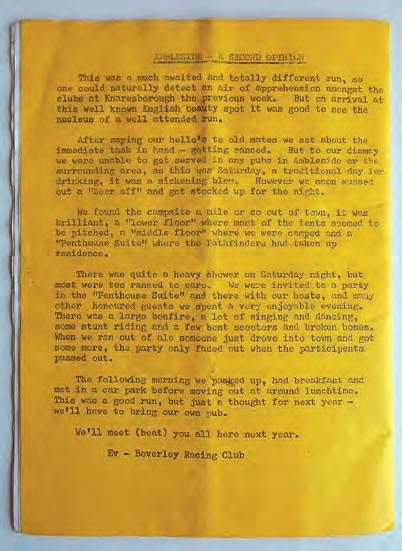 AMBLESIDE - A SECOND OPINION
This was a much awaited and totally different run, so
one could naturally detect an air of apprehension amongst the
clubs at Knaresborough the previous week. But on arrival at
this well known English beauty spot it was good to see the
nucleus of a well attended run.
After saying our hello's to old mates we set about the
immediate task in hand - getting ranced. But to our dismay
we were unable to get served in any pubs in Ambleside or the
surrounding area, as this was Saturday, a traditional day for
drinking, it was a sickening blow. However we soon sussed
out a "beer off" and got stocked up for the night.
We found the campsite a mile or so out of town, it was
brilliant, a "lower floor" where most of the tents seemed to
be pitched, a "middle floor" where we were camped and a
"Penthouse Suite" where the Pathfinders had taken up
residence.
There was quite a heavy shower on Saturday night, but
most were too ranced to care. We were invited to a party
in the "Penthouse Suite" and there with our hosts, and many
other honoured guests we spent a very enjoyable evening.
There was a large bonfire, a lot of singing and dancing,
some stunt riding and a few bent scooters and broken bones.
When we ran out of ale someone just drove into town and got
some more, the party only faded out when the participants
passed out.
The following morning we packed up, had breakfast and
met in a car park before moving out at around lunchtime.
This was a good run, but just a thought for next year -
we'll have to bring our own pub.
We'll meet (beat) you all here next year.
Ev - Beverley Racing Club